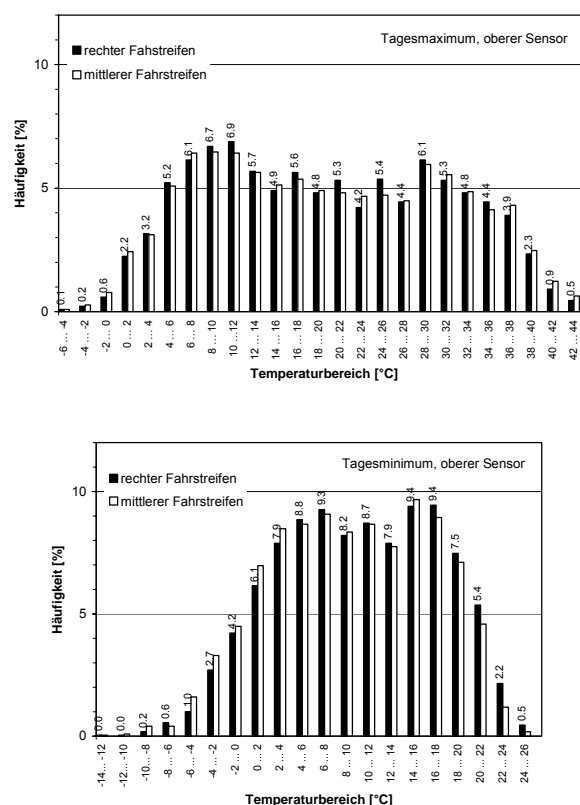 Tagesmaximum, oberer Sensor
rechter Fahstreifen
mittlerer Fahrstreifen
10
5
0
Häufigkeit [%]
0.1 0.2 0.6 2.2 3.2 5.2 6.1 6.7 6.9 5.7 4.9 5.6 4.8 5.3 4.2 5.4 4.4 6.1 5.3 4.8 4.4 3.9 2.3 0.9 0.5
-6 ... -4 -4 ... -2 -2 ... 0 0 ... 2 2 ... 4 4 ... 6 6 ... 8 8 ... 10 10 ...12 12 ... 14 14 ... 16 16 ... 18 18 ... 20 20 ... 22 22 ... 24 24 ... 26 26 ... 28 28 ... 30 30 ... 32 32 ... 34 34 ... 36 36 ... 38 38 ... 40 40 ... 42 42 ... 44
Temperaturbereich [°C]
Tagesminimum, oberer Sensor
rechter Fahrstreifen
mittlerer Fahrstreifen
10
5
0
Häufigkeit [%]
0.0 0.0 0.2 0.6 1.0 2.7 4.2 6.1 7.9 8.8 9.3 8.2 8.7 7.9 9.4 9.4 7.5 5.4 2.2 0.5
-14... -12 -12... -10 -10... -8 -8 ... -6 -6 ... -4 -4 ... -2 -2 ... 0 0 ... 2 2 ... 4 4 ... 6 6 ... 8 8 ... 10 10 ... 12 12 ... 14 14 ... 16 16 ... 18 18 ... 20 20 ... 22 22 ... 24 24 ... 26
Temperaturbereich [°C]